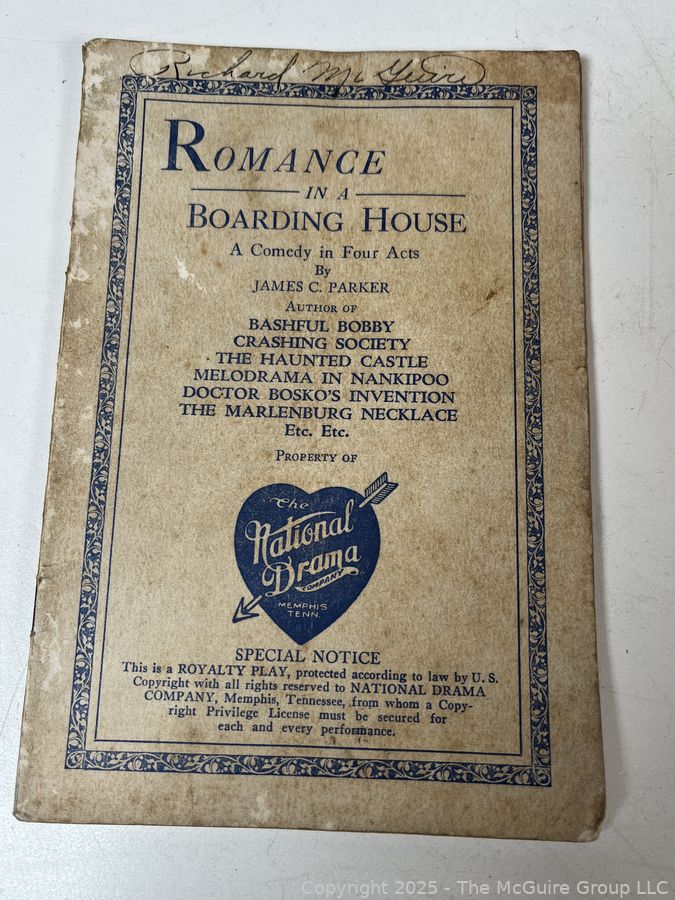 Richard McGuire
ROMANCE
IN A
BOARDING HOUSE
A Comedy in Four Acts
By
JAMES C. PARKER
AUTHOR OF
BASHFUL BOBBY
CRASHING SOCIETY
THE HAUNTED CASTLE
MELODRAMA IN NANKIPOO
DOCTOR BOSKO'S INVENTION
THE MARLENBURG NECKLACE
ETC. ETC.
PROPERTY OF
The
National
Drama
COMPANY
MEMPHIS
TENN.
SPECIAL NOTICE
This is a ROYALTY PLAY, protected according to law by U. S.
Copyright with all rights reserved to NATIONAL DRAMA
COMPANY, Memphis, Tennessee, from whom a Copy-
right Privilege License must be secured for
each and every performance.
Copyright 2025 - The McGuire Group LLC